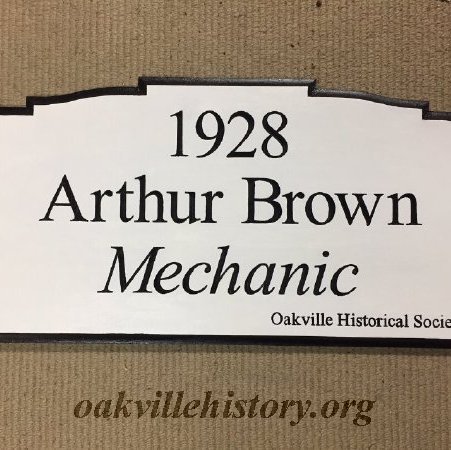 1928
Arthur Brown
Mechanic
Oakville Historical Socie
oakvillehistory.org